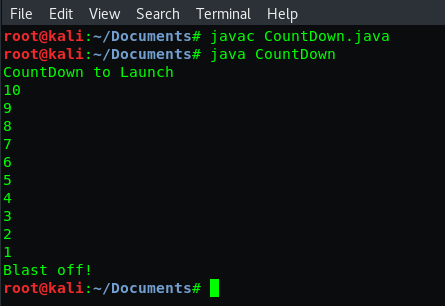 File Edit View Search Terminal Help
root@kali:~/Documents# javac CountDown.java
root@kali:~/Documents# java CountDown
CountDown to Launch
10
9
8
7
6
5
4
3
2
1
Blast off!
root@kali:~/Documents#